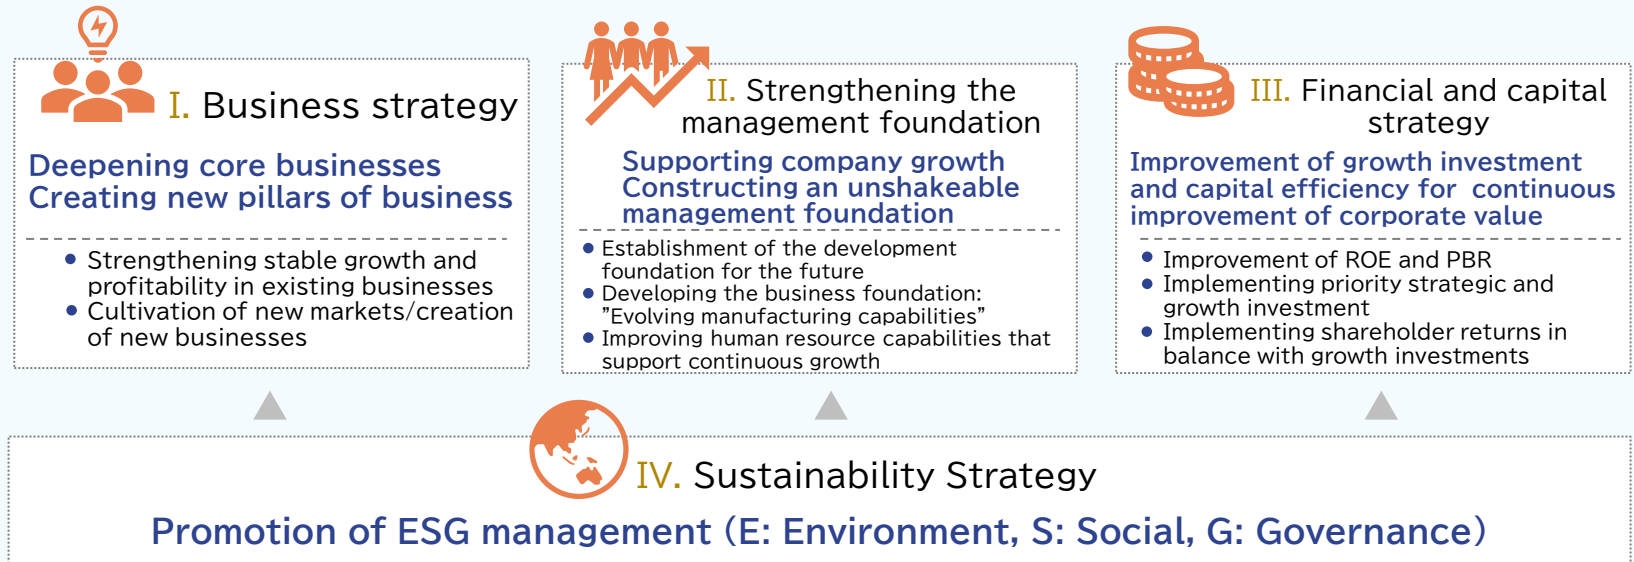 I. Business strategy
Deepening core businesses
Creating new pillars of business
● Strengthening stable growth and
profitability in existing businesses
● Cultivation of new markets/creation
of new businesses
II. Strengthening the
management foundation
Supporting company growth
Constructing an unshakeable
management foundation
● Establishment of the development
foundation for the future
● Developing the business foundation:
”Evolving manufacturing capabilities”
● Improving human resource capabilities that
support continuous growth
III. Financial and capital
strategy
Improvement of growth investment
and capital efficiency for continuous
improvement of corporate value
● Improvement of ROE and PBR
● Implementing priority strategic and
growth investment
● Implementing shareholder returns in
balance with growth investments
IV. Sustainability Strategy
Promotion of ESG management (E: Environment, S: Social, G: Governance)